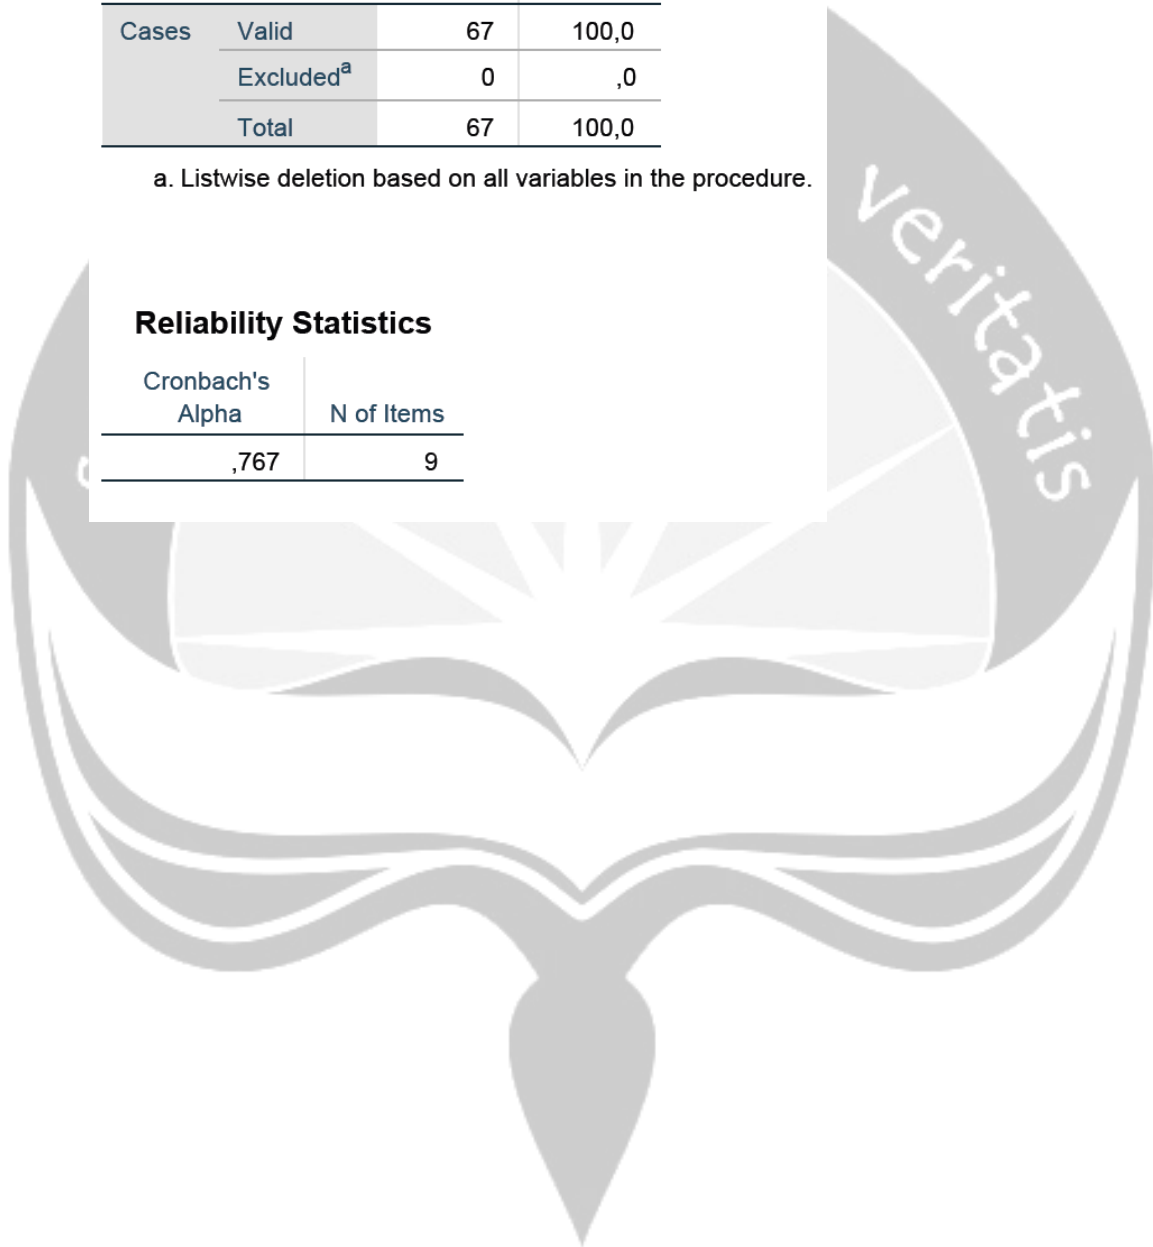 Cases Valid 67 100,0
Excludedª 0 ,0
Total 67 100,0
a. Listwise deletion based on all variables in the procedure.
veritatis
Reliability Statistics
Cronbach's
Alpha N of Items
,767 9